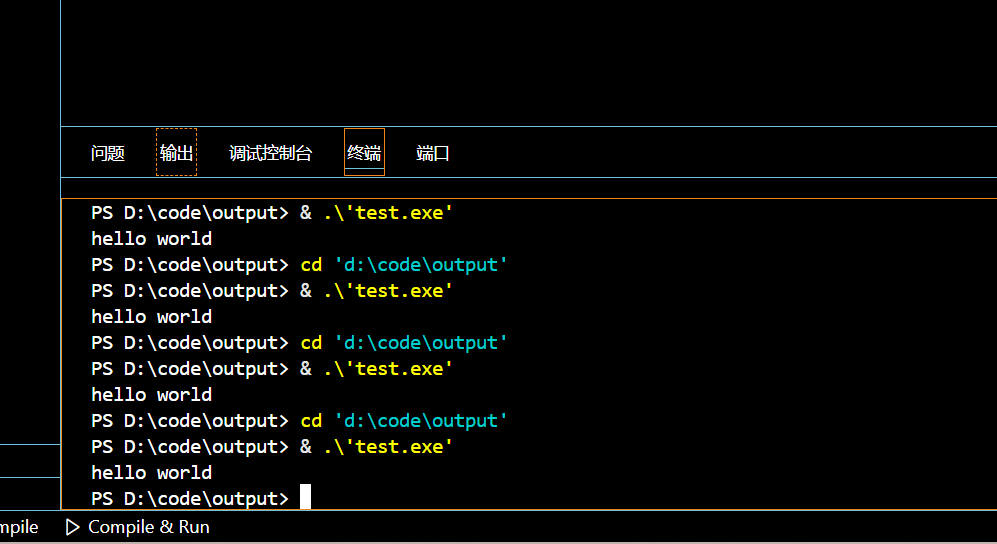 问题 输出 调试控制台 终端 端口
PS D:\code\output> & .\'test.exe'
hello world
PS D:\code\output> cd 'd:\code\output'
PS D:\code\output> & .\'test.exe'
hello world
PS D:\code\output> cd 'd:\code\output'
PS D:\code\output> & .\'test.exe'
hello world
PS D:\code\output> cd 'd:\code\output'
PS D:\code\output> & .\'test.exe'
hello world
PS D:\code\output>
mpile Compile & Run